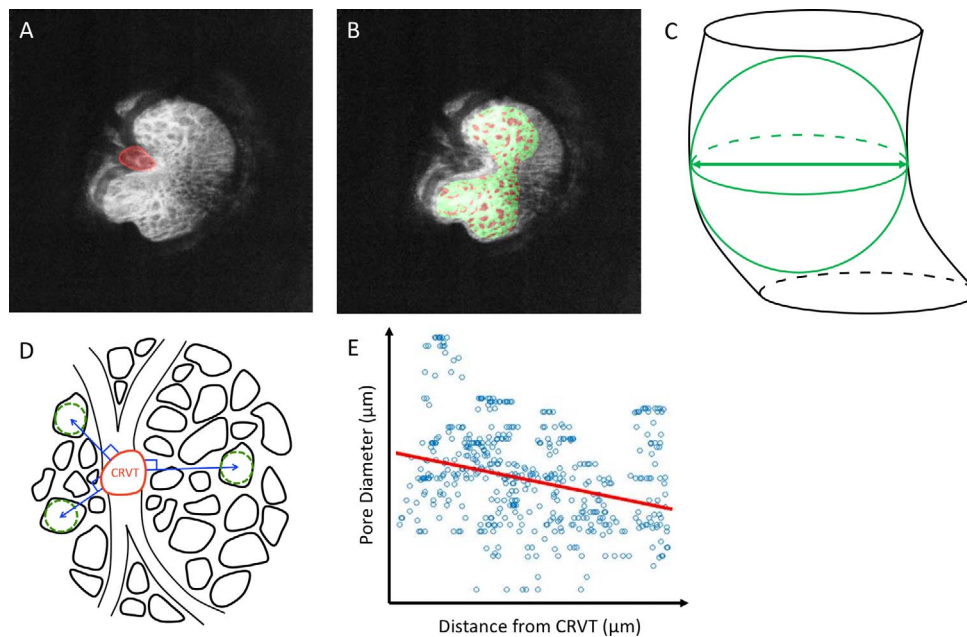 A
B
C
D
CRVT
E
Pore Diameter (µm)
Distance from CRVT (µm)